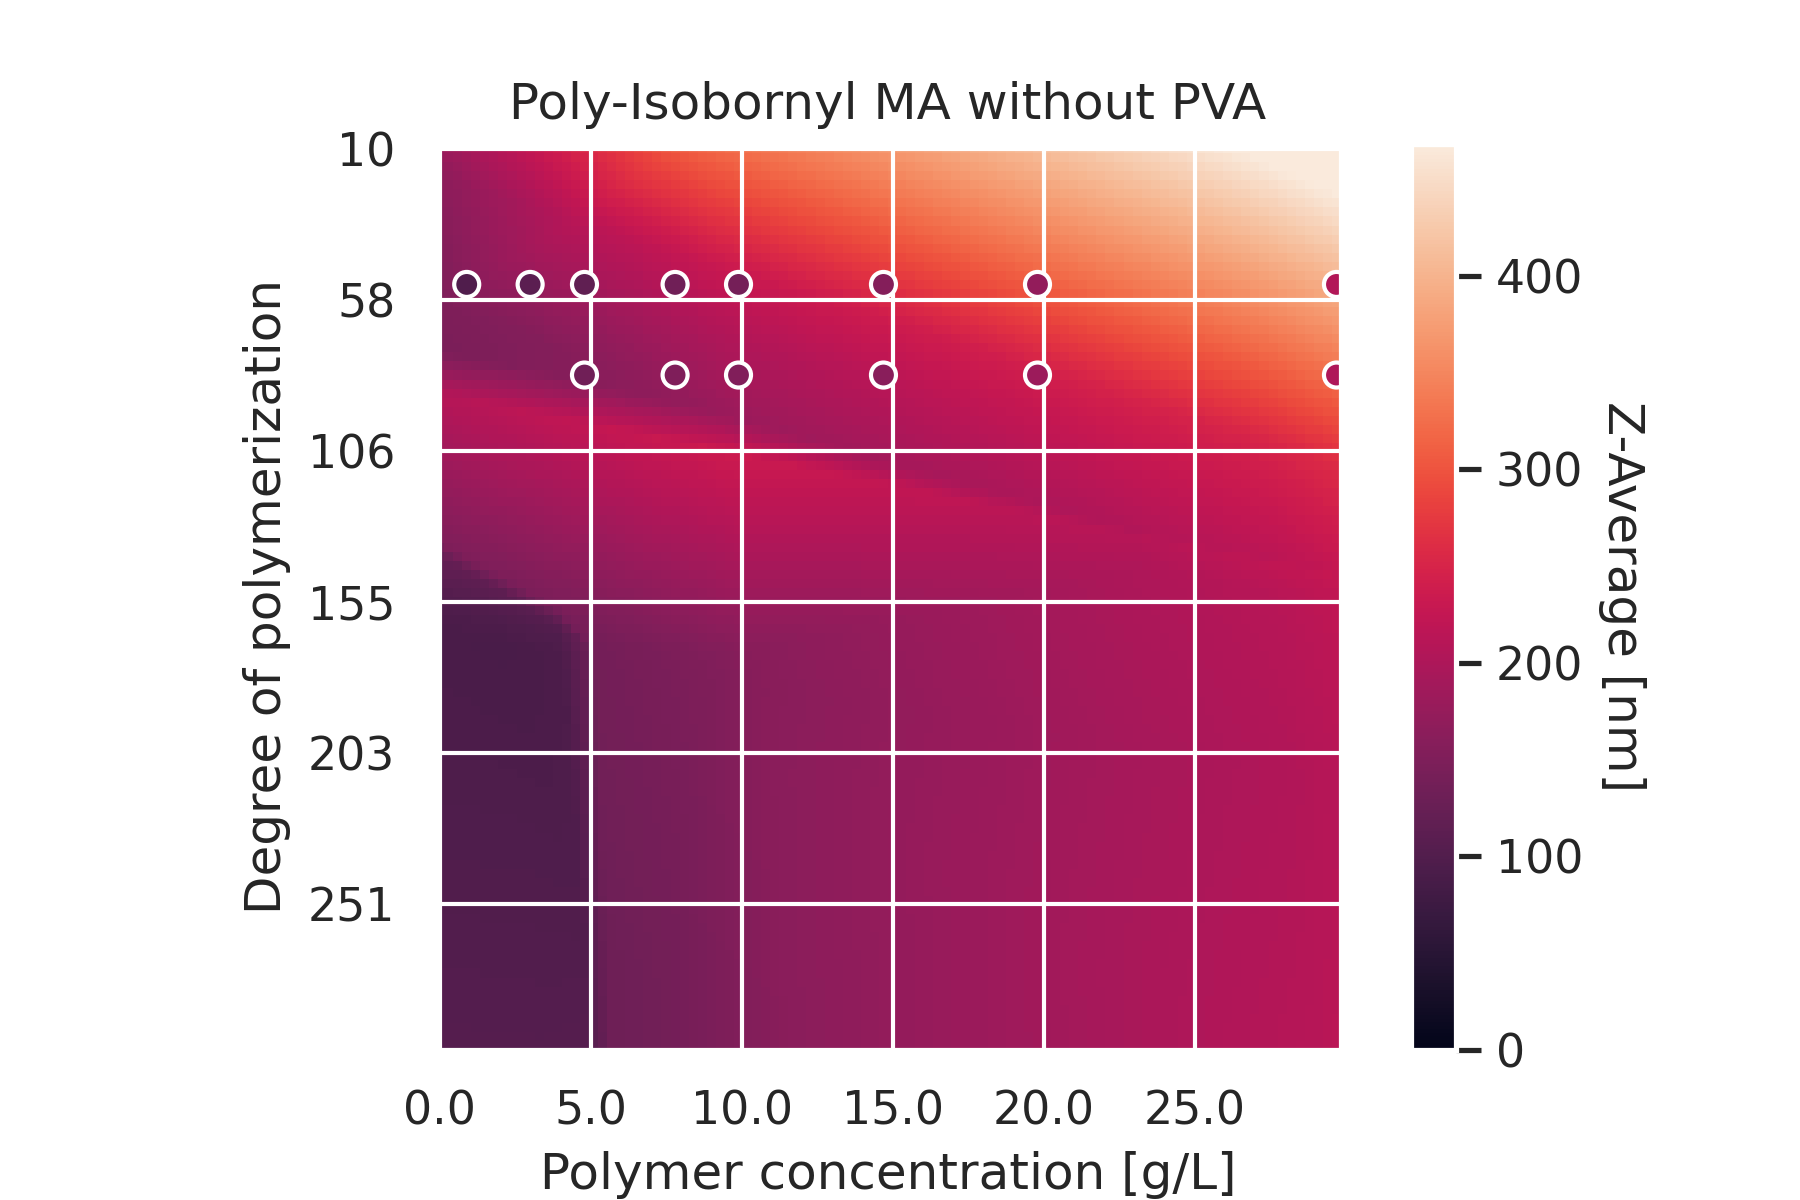 Poly-Isobornyl MA without PVA
10
58
106
155
203
251
Degree of polymerization
0.0 5.0 10.0 15.0 20.0 25.0
Polymer concentration [g/L]
400
300
200
100
0
Z-Average [nm]